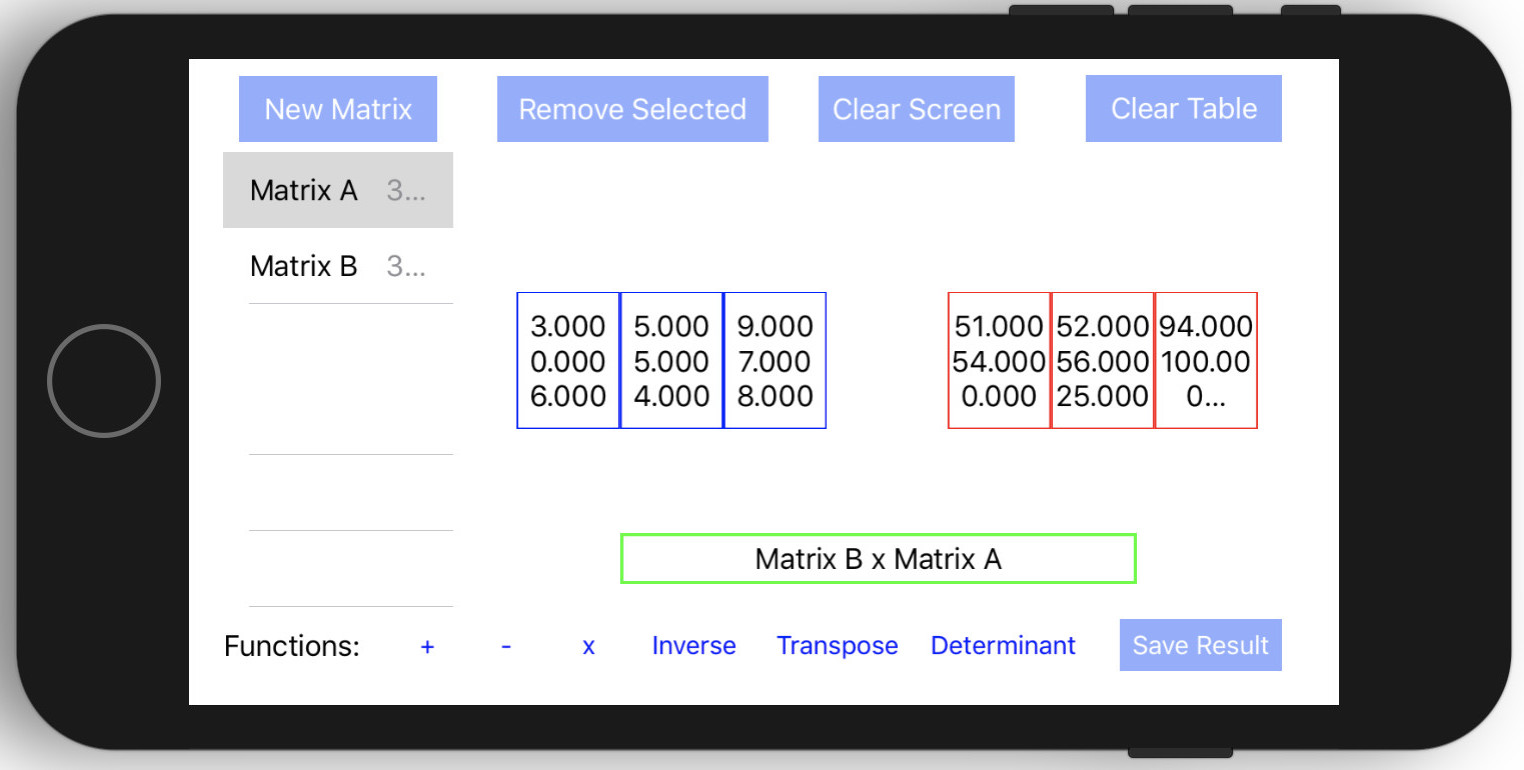 New Matrix Remove Selected Clear Screen Clear Table
Matrix A 3...
Matrix B 3...
3.000 5.000 9.000 51.000 52.000 94.000
0.000 5.000 7.000 54.000 56.000 100.00
6.000 4.000 8.000 0.000 25.000 0...
Matrix B x Matrix A
Functions: + - x Inverse Transpose Determinant Save Result